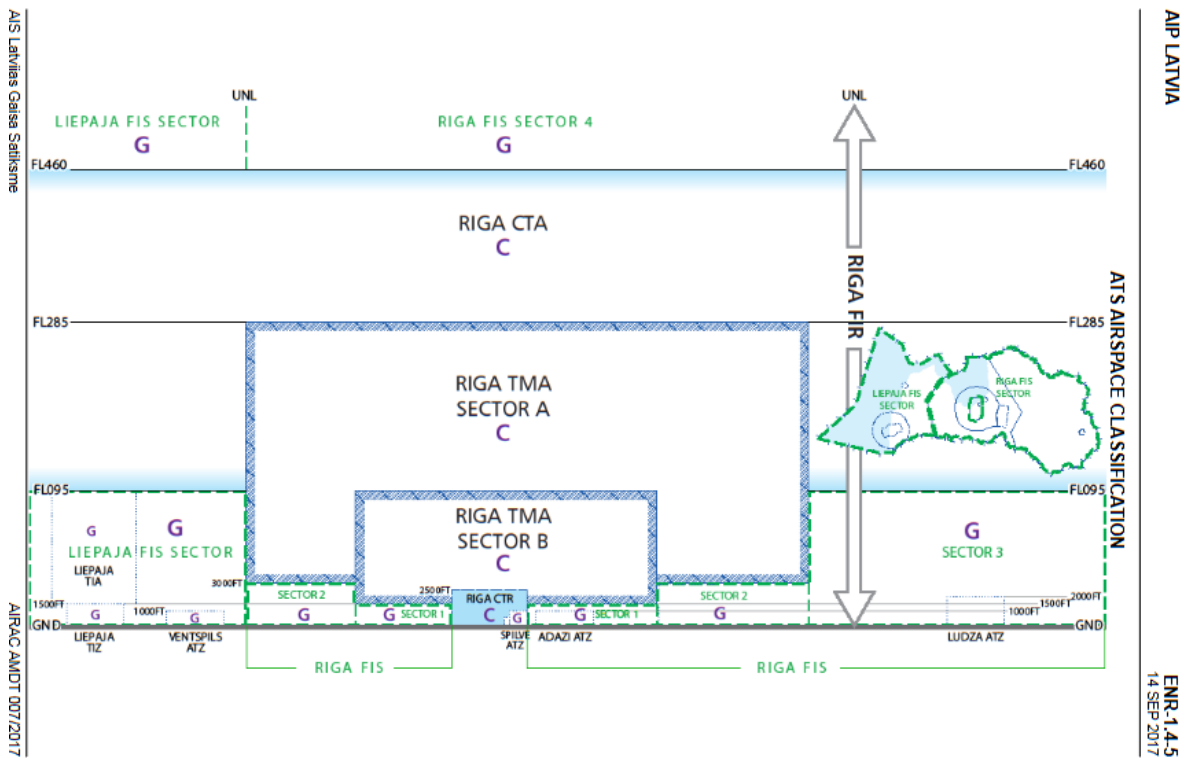 AIP LATVIA
ENR-1.4-5
14 SEP 2017
ATS AIRSPACE CLASSIFICATION
UNL
UNL
LIEPAJA FIS SECTOR
G
RIGA FIS SECTOR 4
G
FL460
FL460
RIGA CTA
C
RIGA FIR
FL285
FL285
RIGA TMA
SECTOR A
C
LIEPAJA FIS
SECTOR
RIGA FIS
SECTOR
FL095
FL095
G
G
LIEPAJA FIS SECTOR
LIEPAJA
TIA
RIGA TMA
SECTOR B
C
G
SECTOR 3
3000FT
2500FT
SECTOR 2
G
G
SECTOR 1
RIGA CTR
C
G
G
SECTOR 1
SECTOR 2
G
1500FT
G
1000FT
G
2000FT
1500FT
1000FT
GND
GND
LIEPAJA
TIZ
VENTSPILS
ATZ
SPILVE
ATZ
ADAZI ATZ
LUDZA ATZ
RIGA FIS
RIGA FIS
AIS Latvijas Gaisa Satiksme
AIRAC AMDT 007/2017